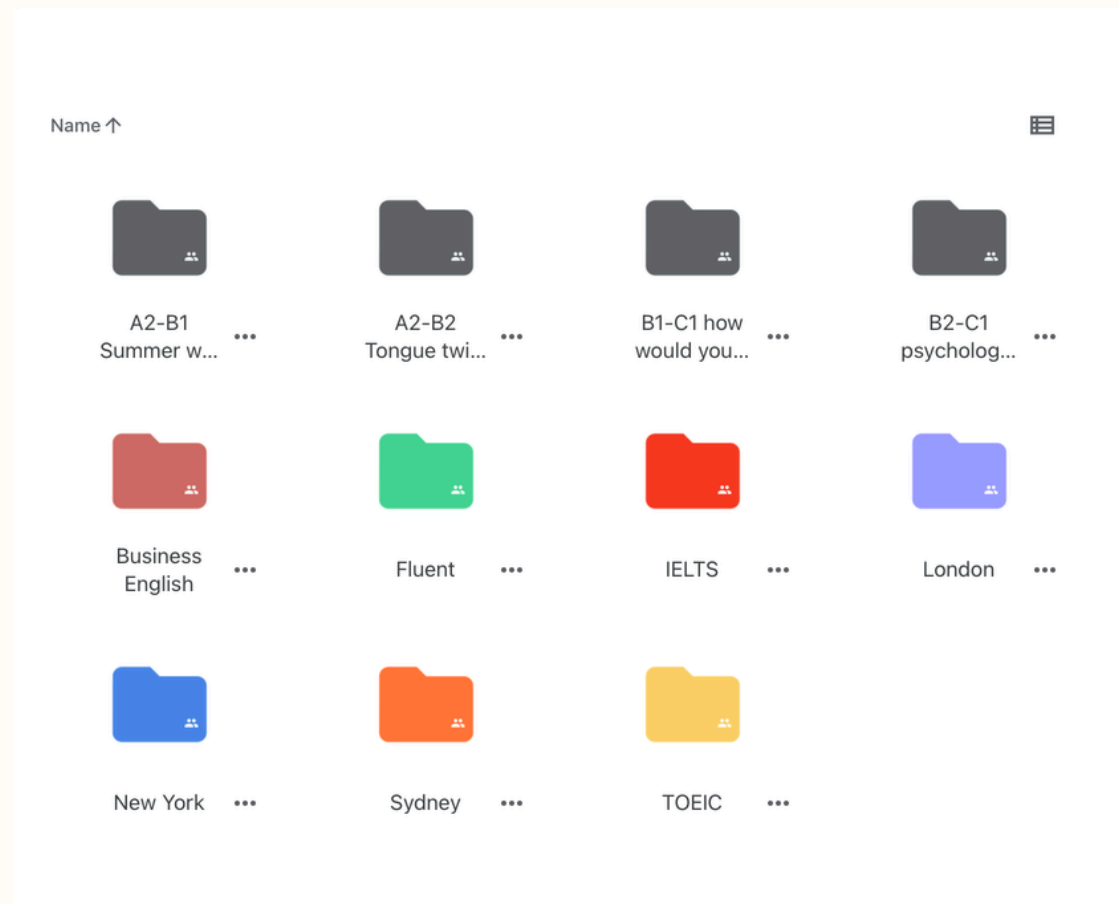 Name
A2-B1
Summer w...
A2-B2
Tongue twi...
B1-C1 how
would you...
B2-C1
psycholog...
Business
English
Fluent
IELTS
London
New York
Sydney
TOEIC